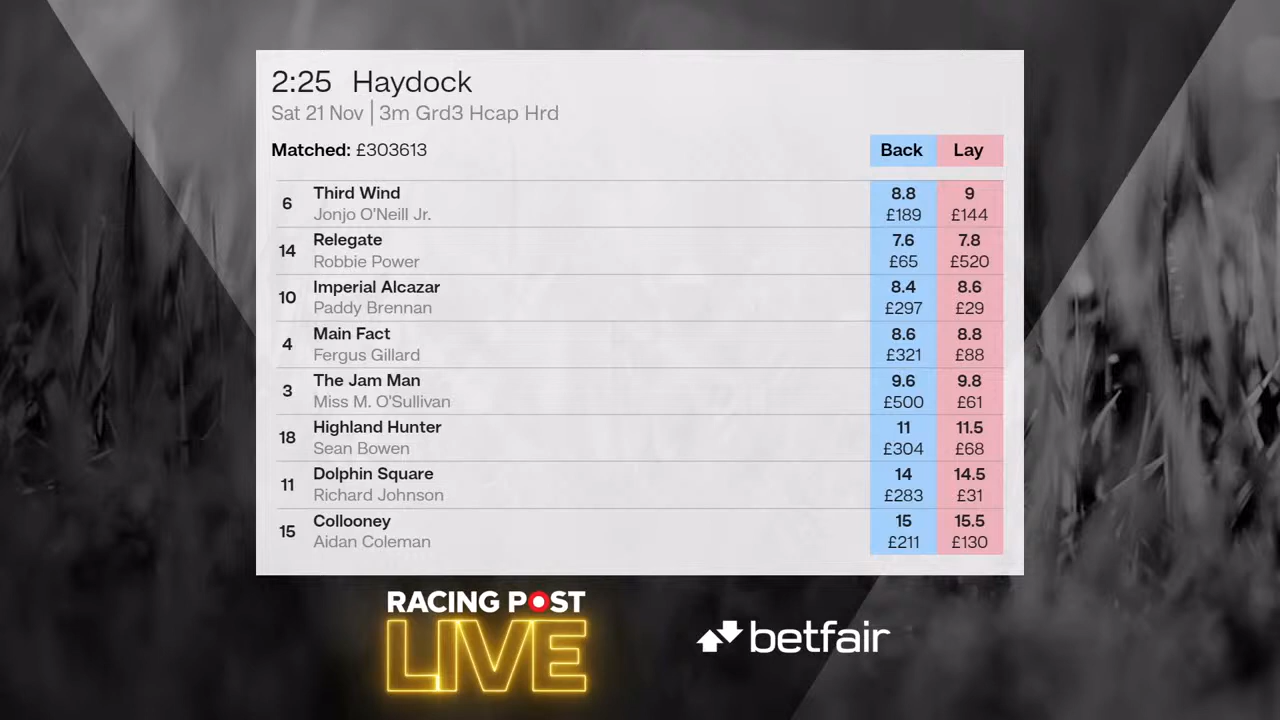 2:25 Haydock
Sat 21 Nov | 3m Grd3 Hcap Hrd
Matched: £303613 Back Lay
6 Third Wind 8.8 9
Jonjo O'Neill Jr. £189 £144
14 Relegate 7.6 7.8
Robbie Power £65 £520
10 Imperial Alcazar 8.4 8.6
Paddy Brennan £297 £29
4 Main Fact 8.6 8.8
Fergus Gillard £321 £88
3 The Jam Man 9.6 9.8
Miss M. O'Sullivan £500 £61
18 Highland Hunter 11 11.5
Sean Bowen £304 £68
11 Dolphin Square 14 14.5
Richard Johnson £283 £31
15 Collooney 15 15.5
Aidan Coleman £211 £130
RACING POST
LIVE
betfair